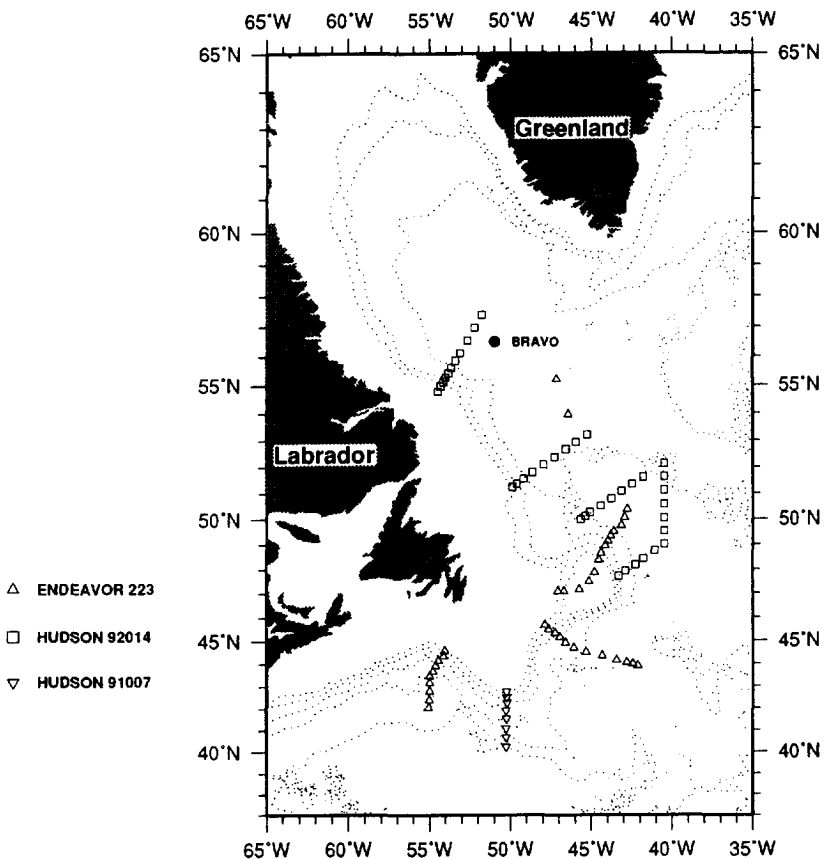 65°W 60°W 55°W 50°W 45°W 40°W 35°W
65°N 65°N
Greenland
60°N 60°N
BRAVO
55°N 55°N
Labrador
50°N 50°N
ENDEAVOR 223
HUDSON 92014
45°N 45°N
HUDSON 91007
40°N 40°N
65°W 60°W 55°W 50°W 45°W 40°W 35°W